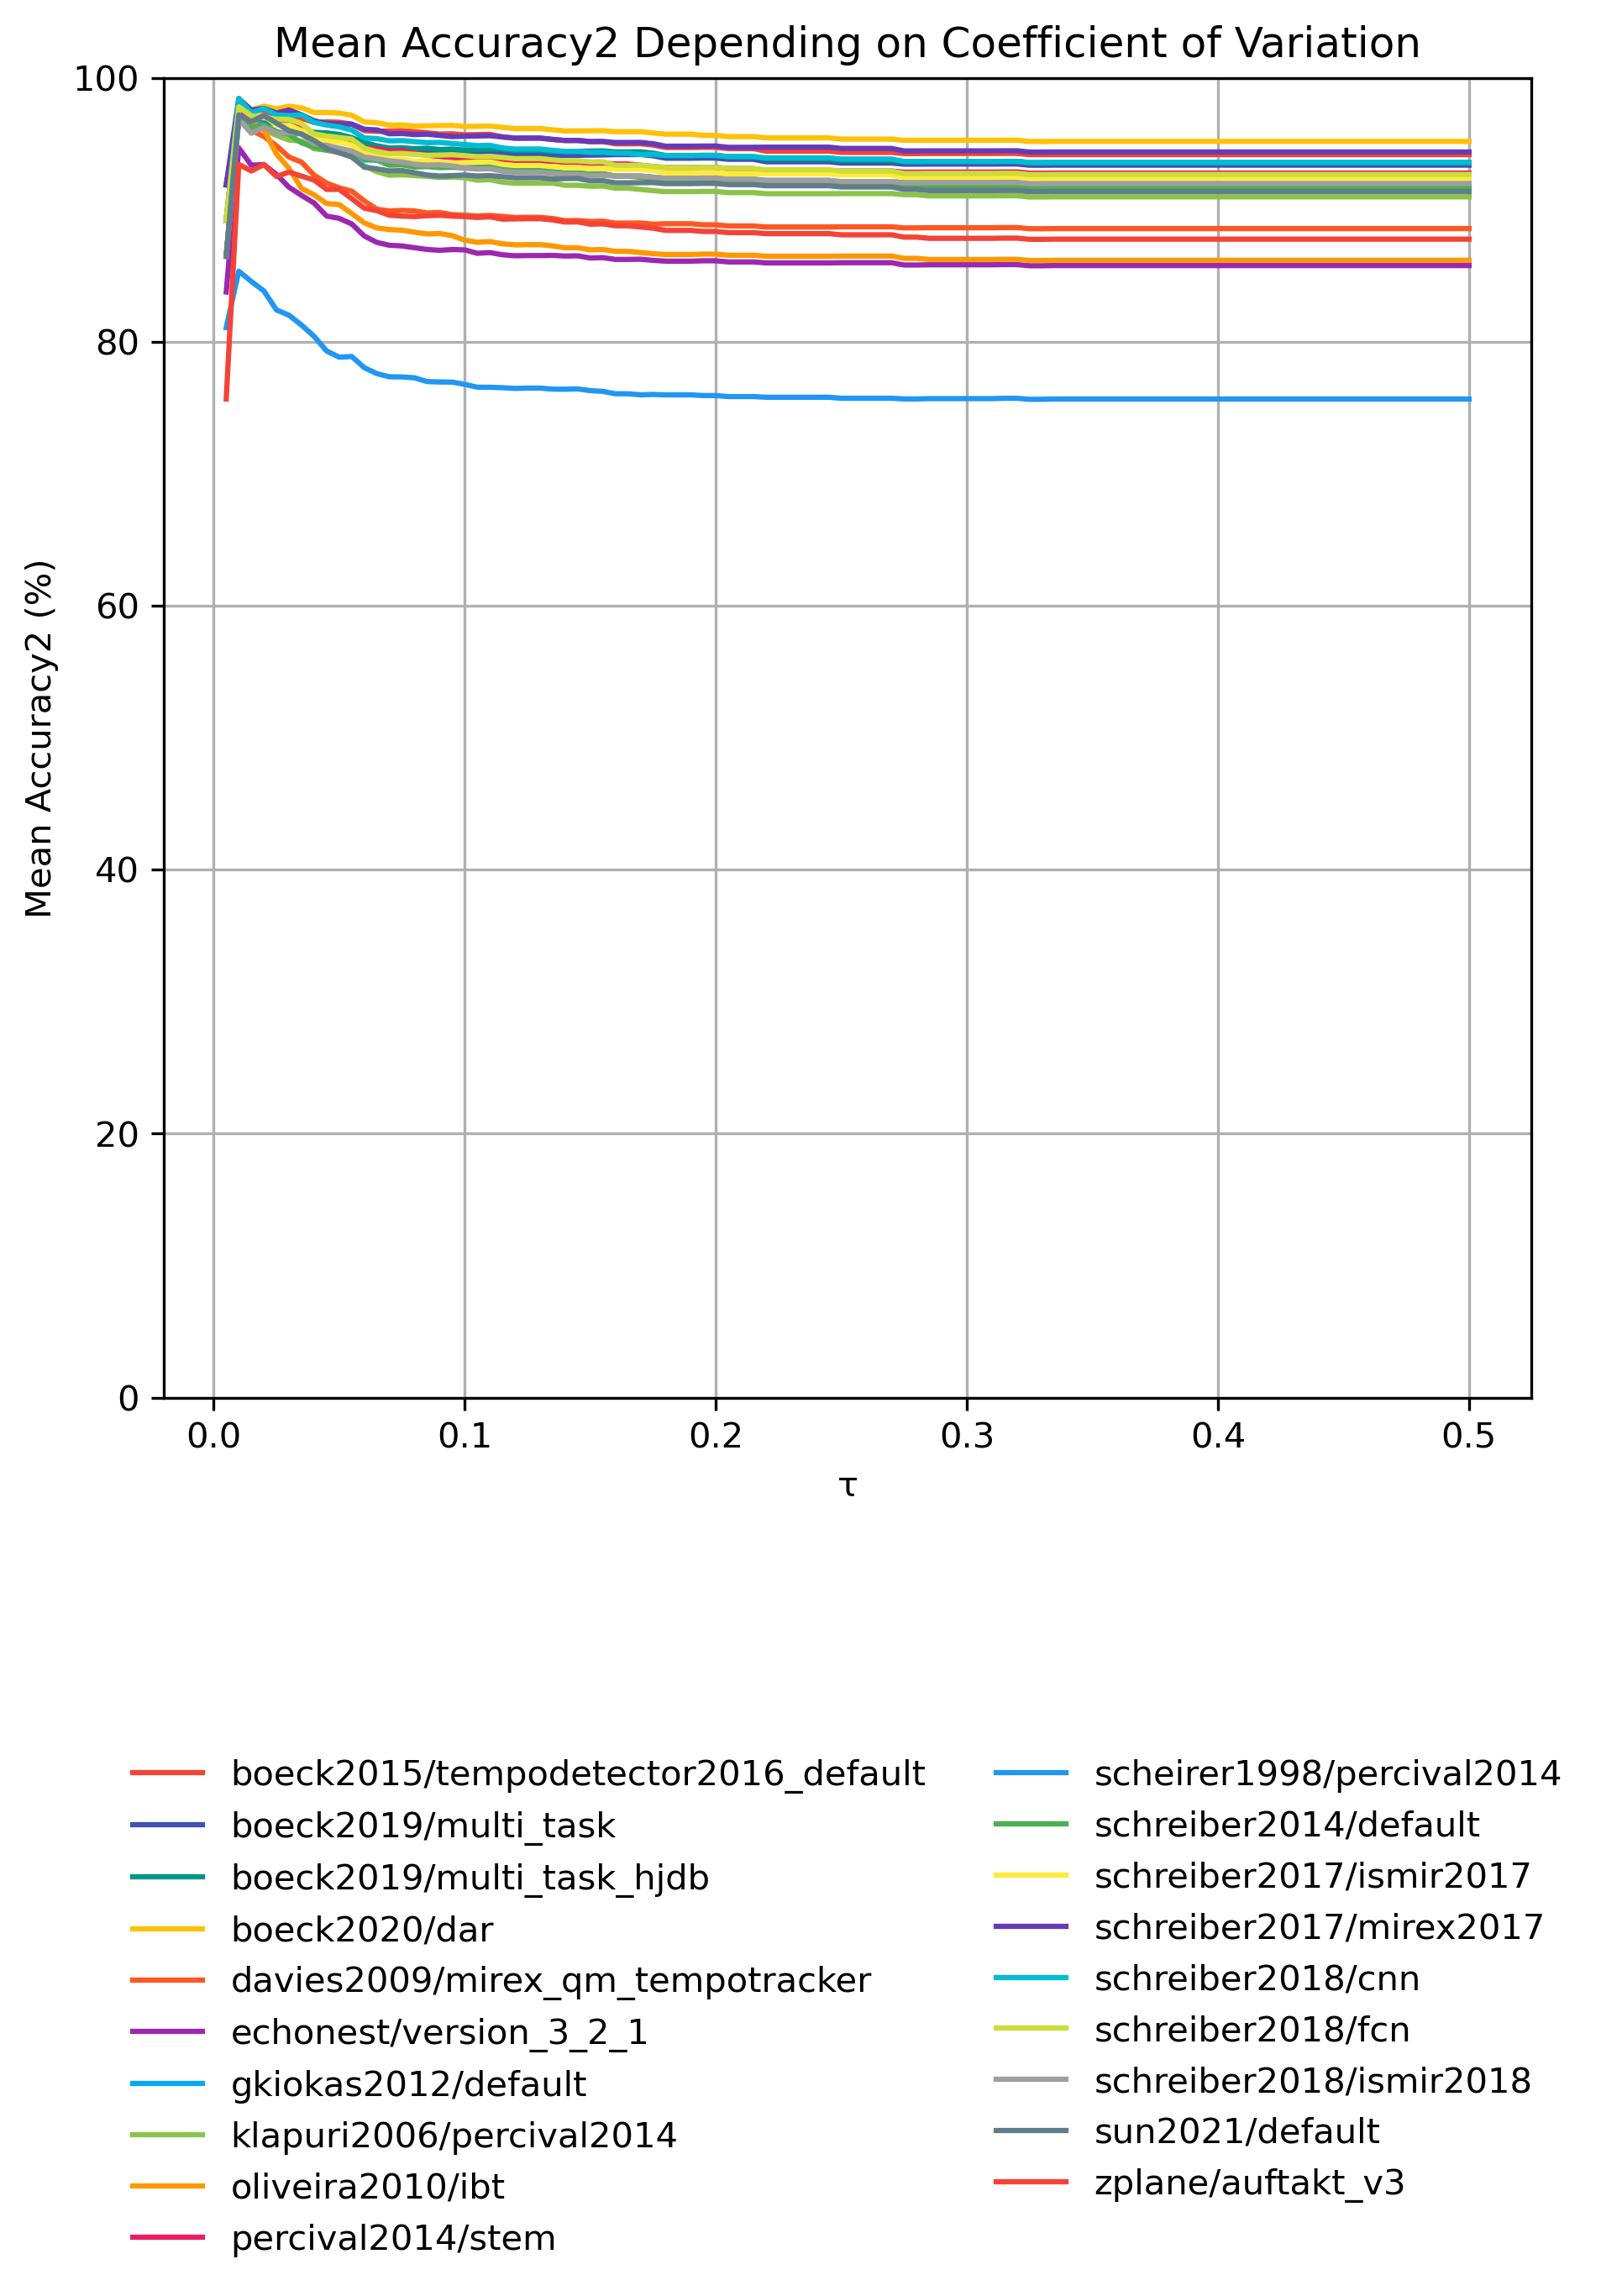 Mean Accuracy2 Depending on Coefficient of Variation
100
80
60
40
20
0
Mean Accuracy2 (%)
0.0 0.1 0.2 0.3 0.4 0.5
τ
boeck2015/tempodetector2016_default
boeck2019/multi_task
boeck2019/multi_task_hjdb
boeck2020/dar
davies2009/mirex_qm_tempotracker
echonest/version_3_2_1
gkiokas2012/default
klapuri2006/percival2014
oliveira2010/ibt
percival2014/stem
scheirer1998/percival2014
schreiber2014/default
schreiber2017/ismir2017
schreiber2017/mirex2017
schreiber2018/cnn
schreiber2018/fcn
schreiber2018/ismir2018
sun2021/default
zplane/auftakt_v3